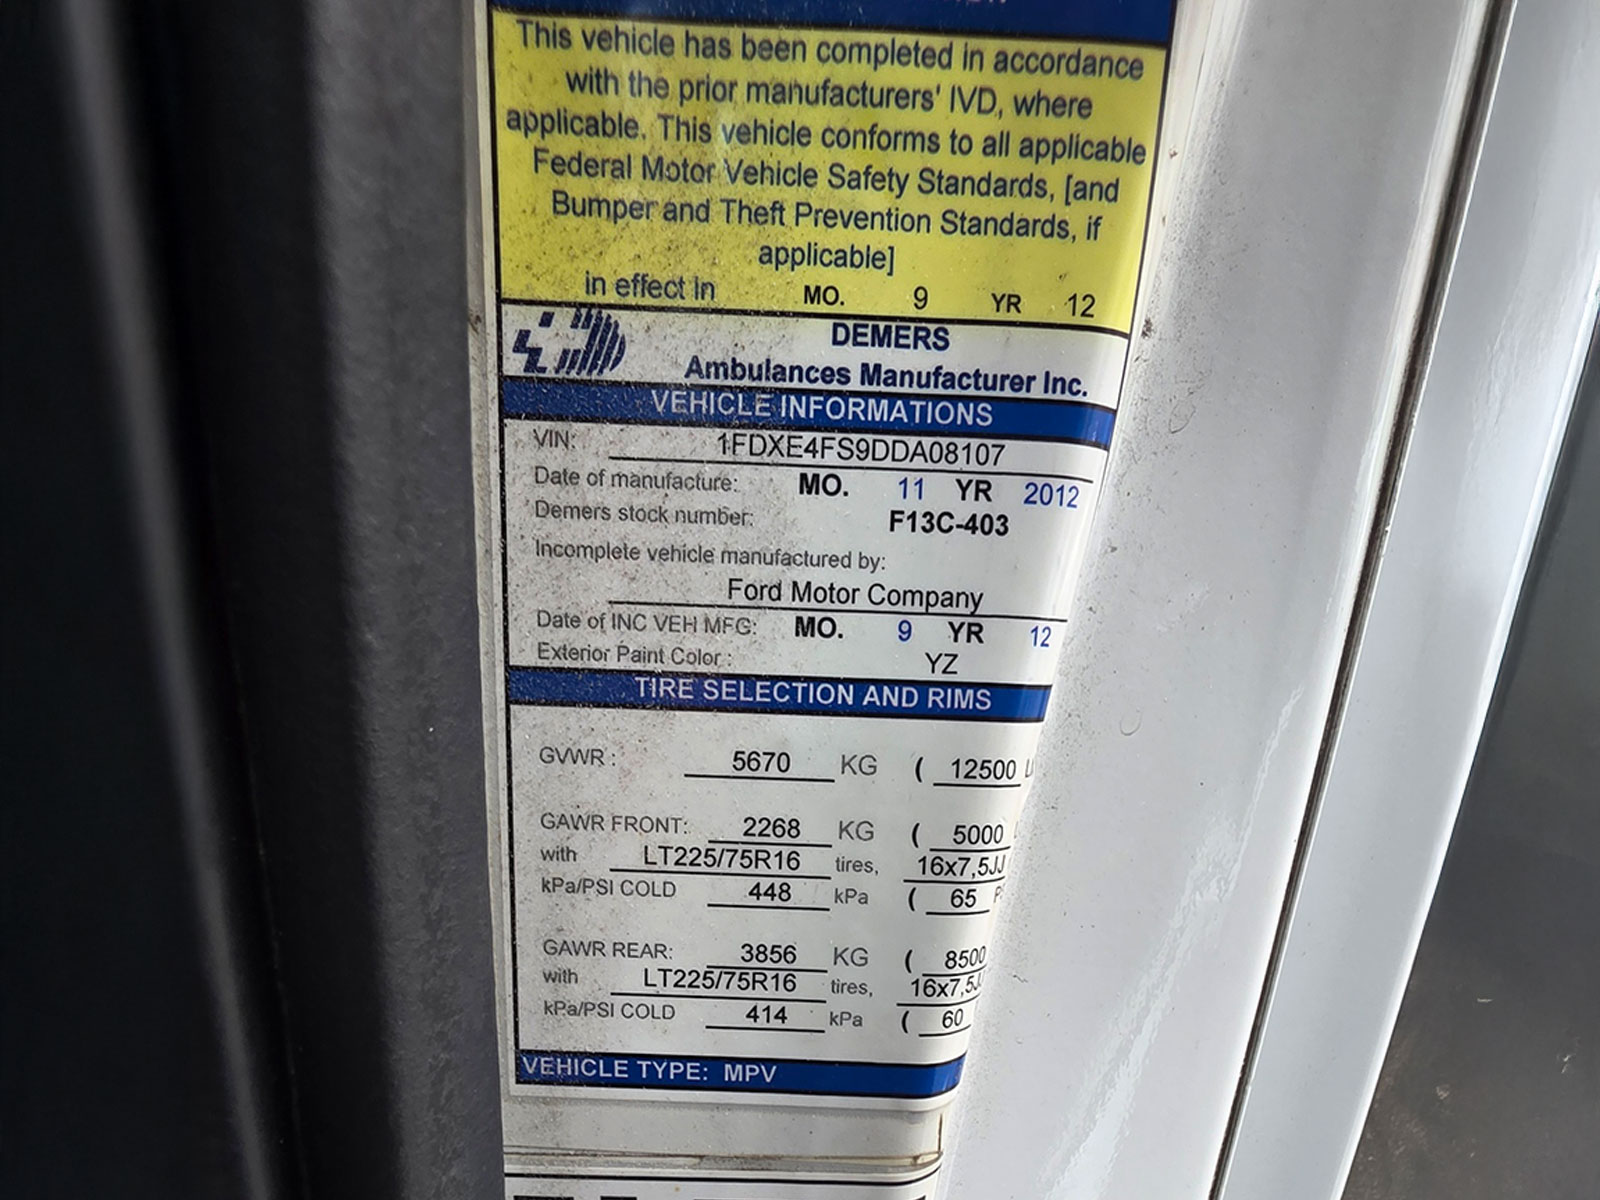 This vehicle has been completed in accordance
with the prior manufacturers' IVD, where
applicable. This vehicle conforms to all applicable
Federal Motor Vehicle Safety Standards, [and
Bumper and Theft Prevention Standards, if
applicable]
in effect in MO. 9 YR 12
DEMERS
Ambulances Manufacturer Inc.
VEHICLE INFORMATIONS
VIN: 1FDXE4FS9DDA08107
Date of manufacture: MO. 11 YR 2012
Demers stock number: F13C-403
Incomplete vehicle manufactured by:
Ford Motor Company
Date of INC VEH MFG: MO. 9 YR 12
Exterior Paint Color : YZ
TIRE SELECTION AND RIMS
GVWR : 5670 KG ( 12500
GAWR FRONT: 2268 KG ( 5000
with LT225/75R16 tires, 16x7,5JJ
kPa/PSI COLD 448 kPa ( 65
GAWR REAR: 3856 KG ( 8500
with LT225/75R16 tires, 16x7,5J
kPa/PSI COLD 414 kPa ( 60
VEHICLE TYPE: MPV